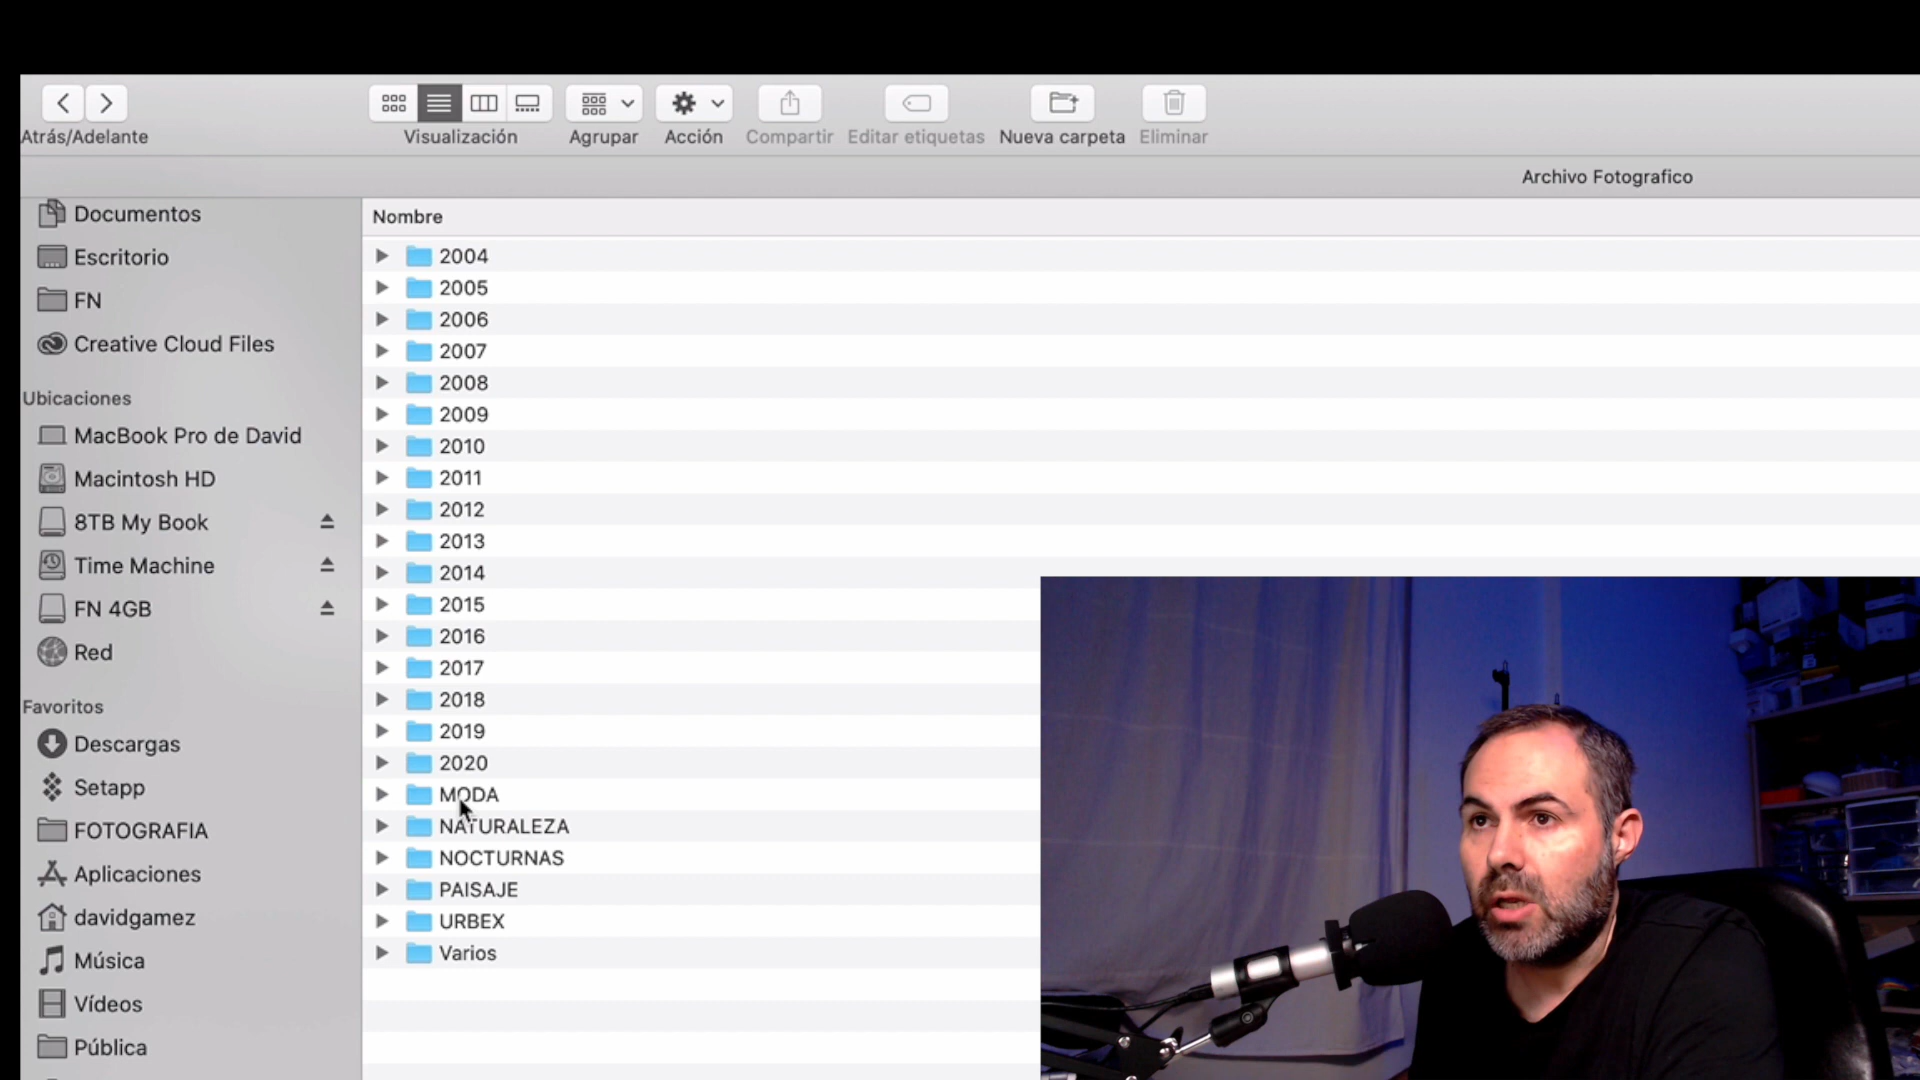 Atrás/Adelante
Visualización
Agrupar
Acción
Compartir
Editar etiquetas
Nueva carpeta
Eliminar
Archivo Fotografico
Documentos
Escritorio
FN
Creative Cloud Files
Ubicaciones
MacBook Pro de David
Macintosh HD
8TB My Book
Time Machine
FN 4GB
Red
Favoritos
Descargas
Setapp
FOTOGRAFIA
Aplicaciones
davidgamez
Música
Vídeos
Pública
Nombre
2004
2005
2006
2007
2008
2009
2010
2011
2012
2013
2014
2015
2016
2017
2018
2019
2020
MODA
NATURALEZA
NOCTURNAS
PAISAJE
URBEX
Varios